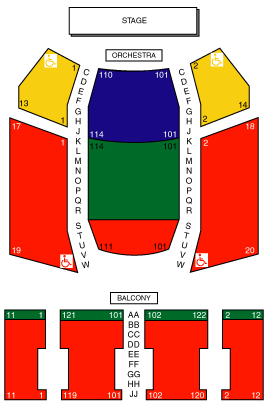 STAGE
ORCHESTRA
1 C 110 101 C 2
D D
E E
13 F F 14
G G
1 H H 2
17 J 114 101 J 18
1 K 114 101 K 2
L L
M M
N N
O O
P P
Q Q
R R
S S
T T
19 U 111 101 U 20
V V
W W
BALCONY
11 1 121 101 AA 102 122 2 12
BB
CC
DD
EE
FF
GG
HH
11 1 119 101 JJ 102 120 2 12